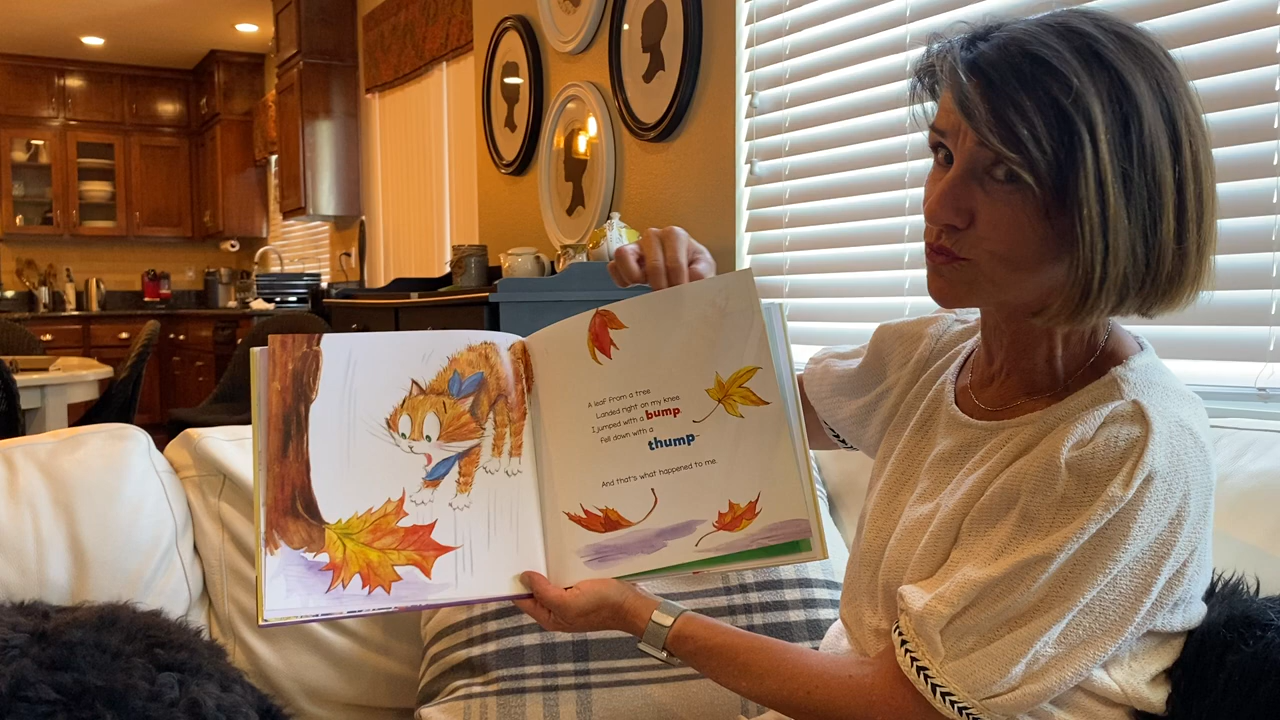 A leaf from a tree
Landed right on my knee.
I jumped with a bump
fell down with a
thump—
And that's what happened to me.